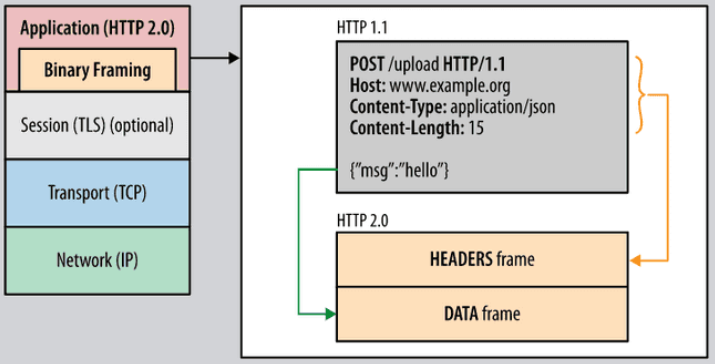 Application (HTTP 2.0)
Binary Framing
Session (TLS) (optional)
Transport (TCP)
Network (IP)
HTTP 1.1
POST /upload HTTP/1.1
Host: www.example.org
Content-Type: application/json
Content-Length: 15
{"msg":"hello"}
HTTP 2.0
HEADERS frame
DATA frame